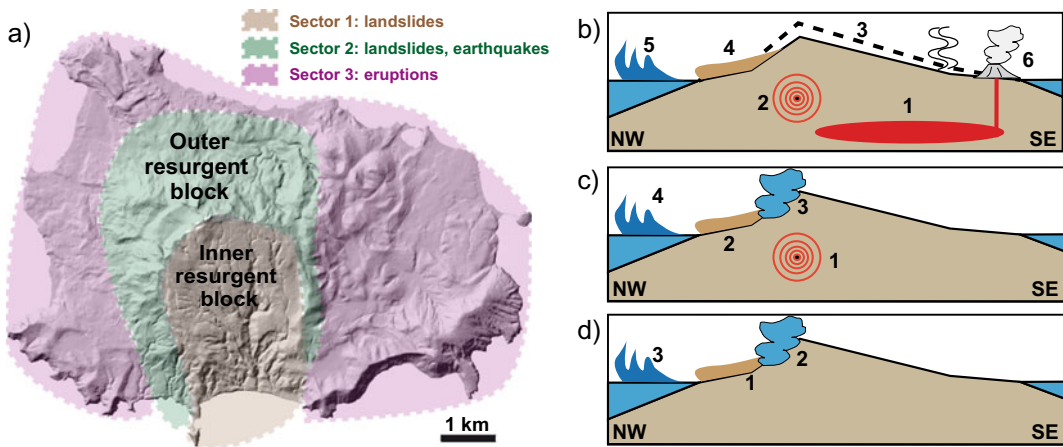 a)
Sector 1: landslides
Sector 2: landslides, earthquakes
Sector 3: eruptions
Outer
resurgent
block
Inner
resurgent
block
1 km
b)
5
4
3
6
2
1
NW
SE
c)
4
3
2
1
NW
SE
d)
3
2
1
NW
SE